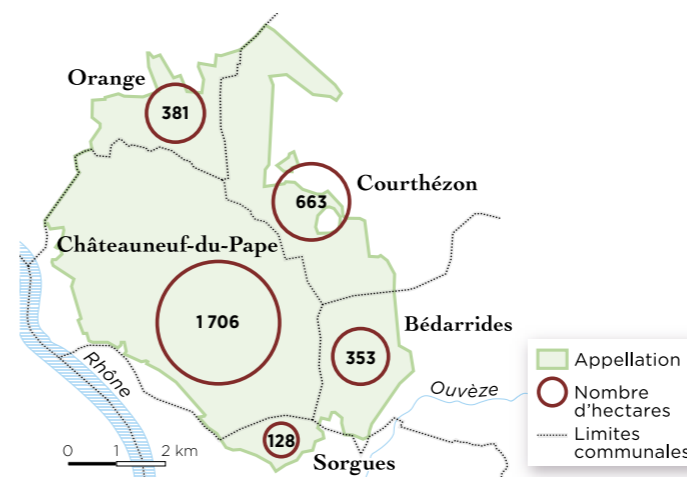 Orange
381
663
Courthézon
Châteauneuf-du-Pape
1 706
Bédarrides
353
Rhône
Ouvèze
128
Sorgues
0 1 2 km
Appellation
Nombre
d'hectares
Limites
communales